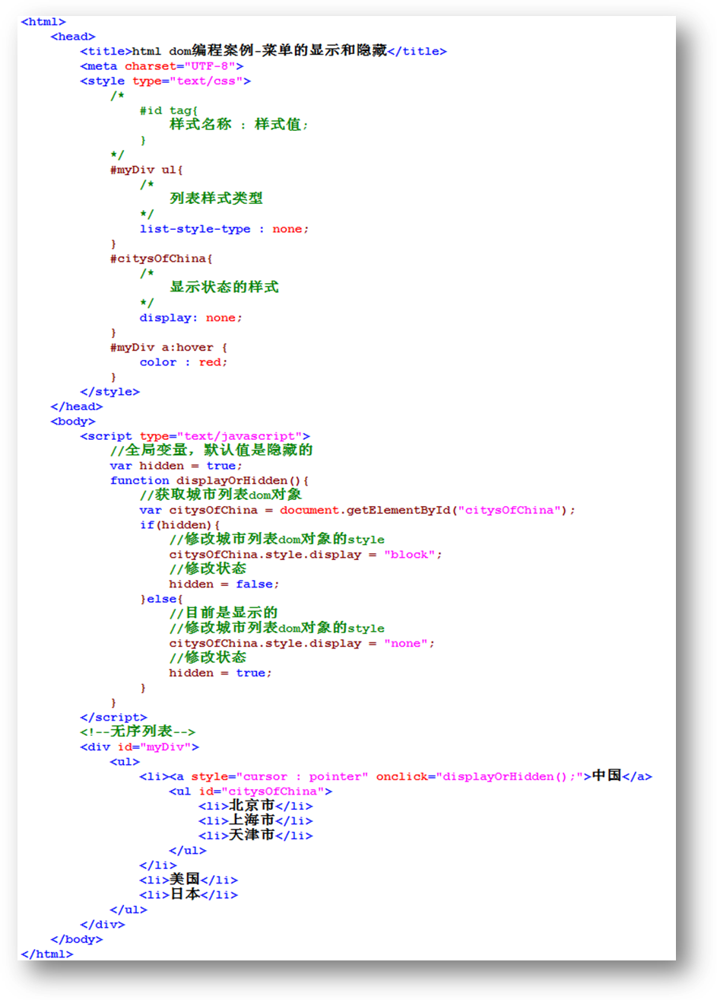 <html>
    <head>
        <title>html dom编程案例-菜单的显示和隐藏</title>
        <meta charset="UTF-8">
        <style type="text/css">
            /*
                #id tag{
                    样式名称 : 样式值;
                }
            */
            #myDiv ul{
                /*
                    列表样式类型
                */
                list-style-type : none;
            }
            #citysOfChina{
                /*
                    显示状态的样式
                */
                display: none;
            }
            #myDiv a:hover {
                color : red;
            }
        </style>
    </head>
    <body>
        <script type="text/javascript">
            //全局变量，默认值是隐藏的
            var hidden = true;
            function displayOrHidden(){
                //获取城市列表dom对象
                var citysOfChina = document.getElementById("citysOfChina");
                if(hidden){
                    //修改城市列表dom对象的style
                    citysOfChina.style.display = "block";
                    //修改状态
                    hidden = false;
                }else{
                    //目前是显示的
                    //修改城市列表dom对象的style
                    citysOfChina.style.display = "none";
                    //修改状态
                    hidden = true;
                }
            }
        </script>
        <!--无序列表-->
        <div id="myDiv">
            <ul>
                <li><a style="cursor : pointer" onclick="displayOrHidden();">中国</a>
                    <ul id="citysOfChina">
                        <li>北京市</li>
                        <li>上海市</li>
                        <li>天津市</li>
                    </ul>
                </li>
                <li>美国</li>
                <li>日本</li>
            </ul>
        </div>
    </body>
</html>